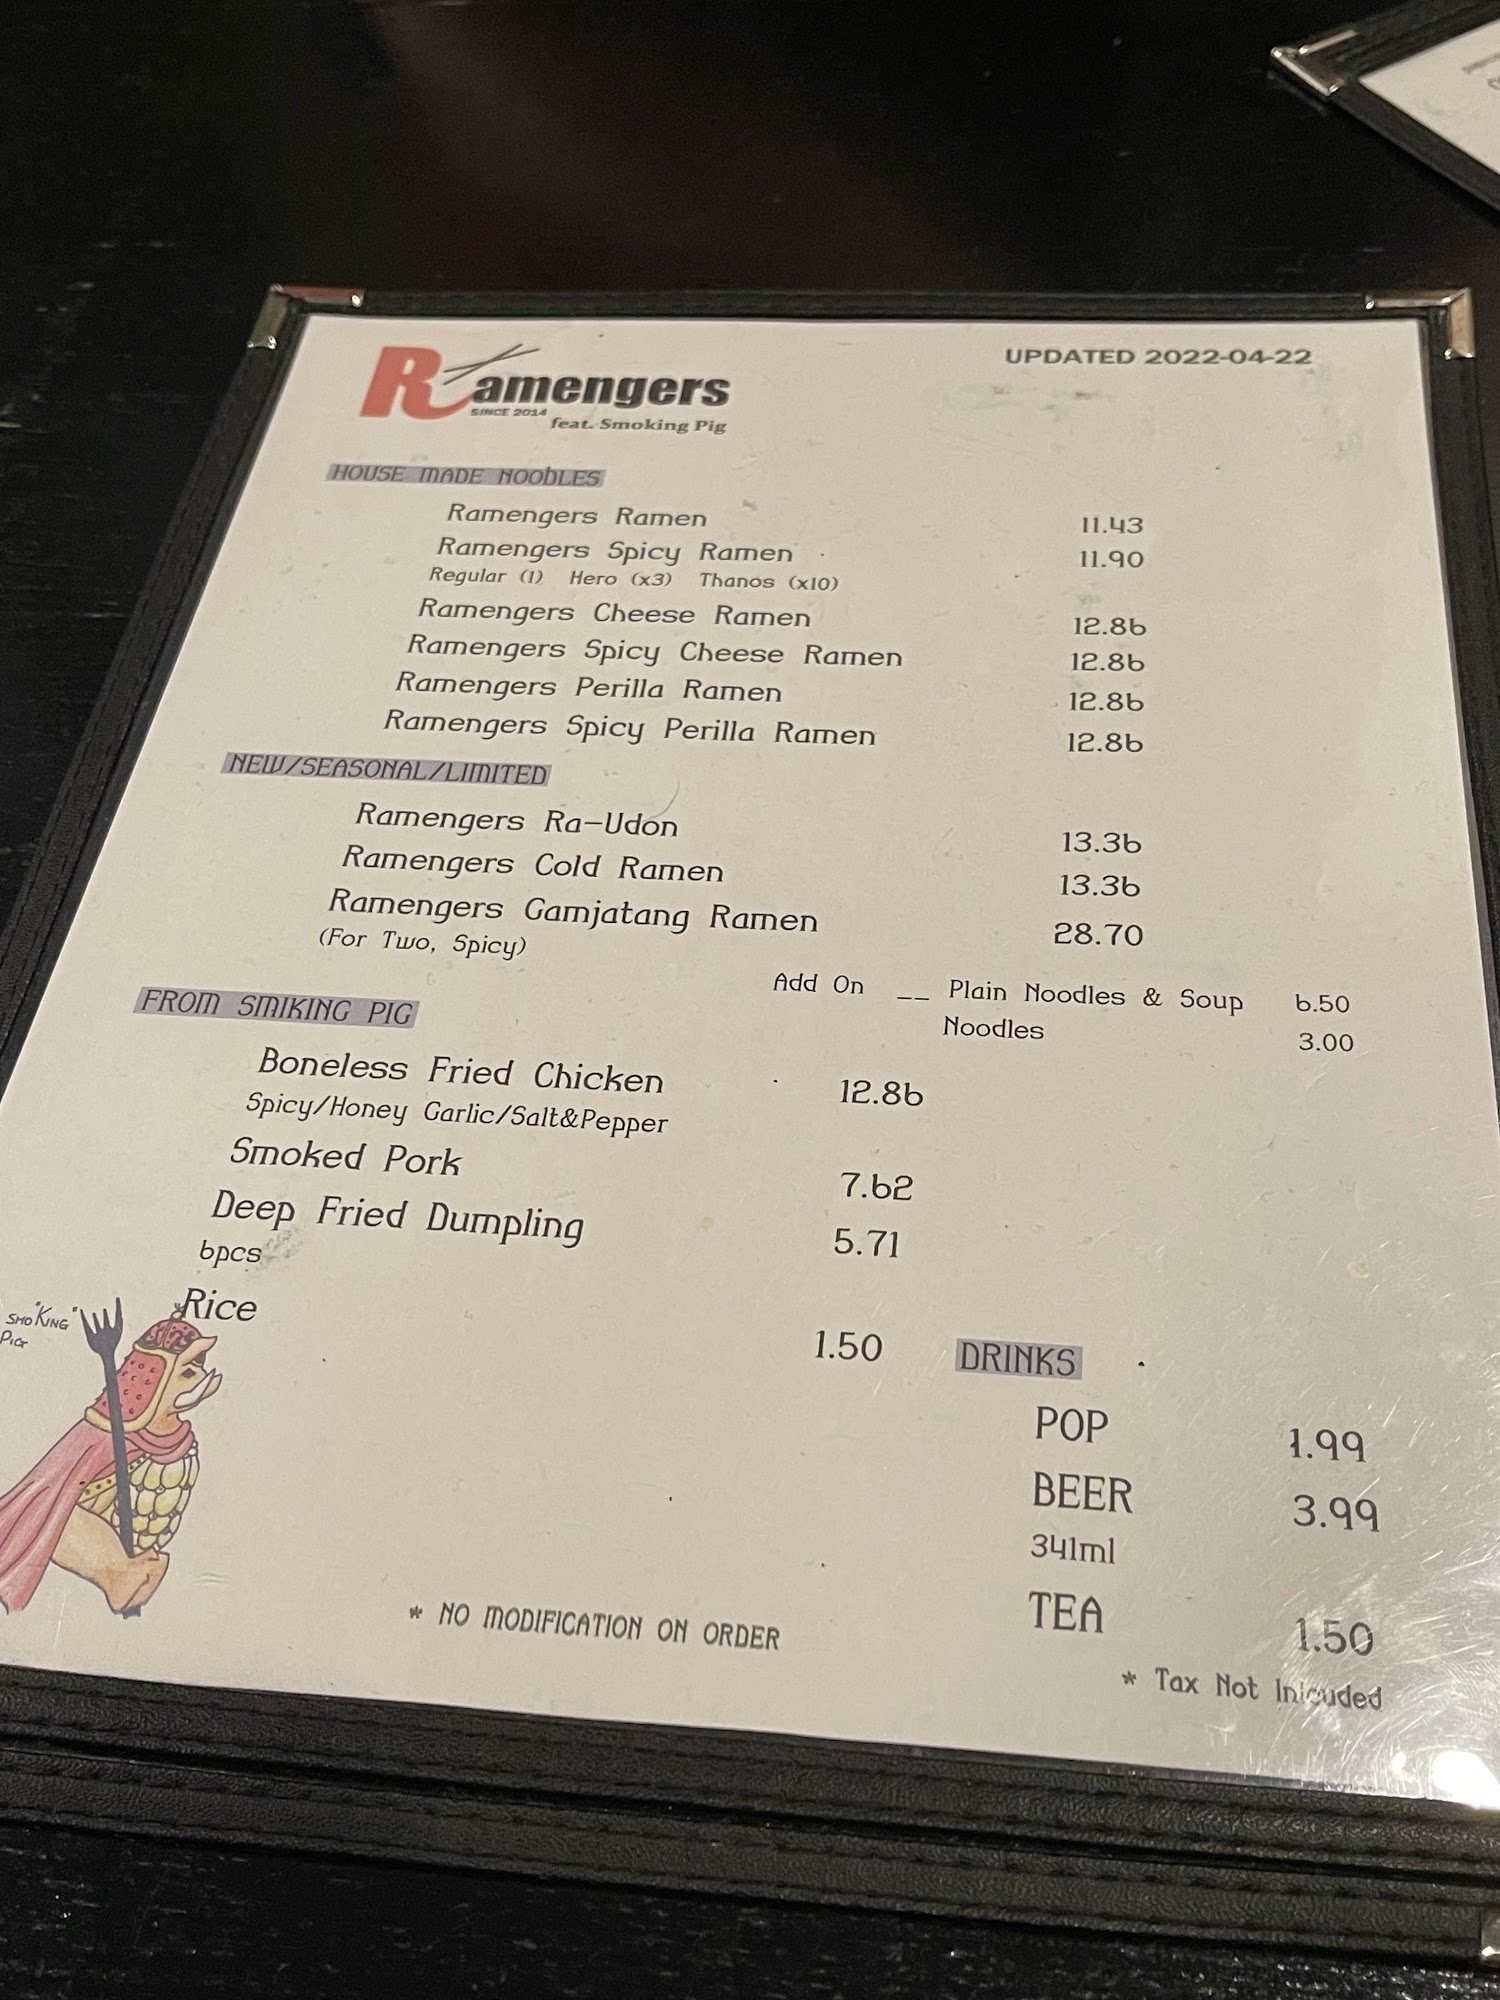 Ramengers
SINCE 2014
feat. Smoking Pig
UPDATED 2022-04-22
HOUSE MADE NOODLES
Ramengers Ramen 11.43
Ramengers Spicy Ramen 11.90
Regular (1) Hero (x3) Thanos (x10)
Ramengers Cheese Ramen 12.86
Ramengers Spicy Cheese Ramen 12.86
Ramengers Perilla Ramen 12.86
Ramengers Spicy Perilla Ramen 12.86
NEW/SEASONAL/LIMITED
Ramengers Ra-Udon 13.36
Ramengers Cold Ramen 13.36
Ramengers Gamjatang Ramen 28.70
(For Two, Spicy)
Add On __ Plain Noodles & Soup 6.50
Noodles 3.00
FROM SMIKING PIG
Boneless Fried Chicken 12.86
Spicy/Honey Garlic/Salt&Pepper
Smoked Pork 7.62
Deep Fried Dumpling 5.71
6pcs
Rice 1.50
SMO"KING"
PIG
DRINKS
POP 1.99
BEER 3.99
341ml
TEA 1.50
* NO MODIFICATION ON ORDER
* Tax Not Inlcuded